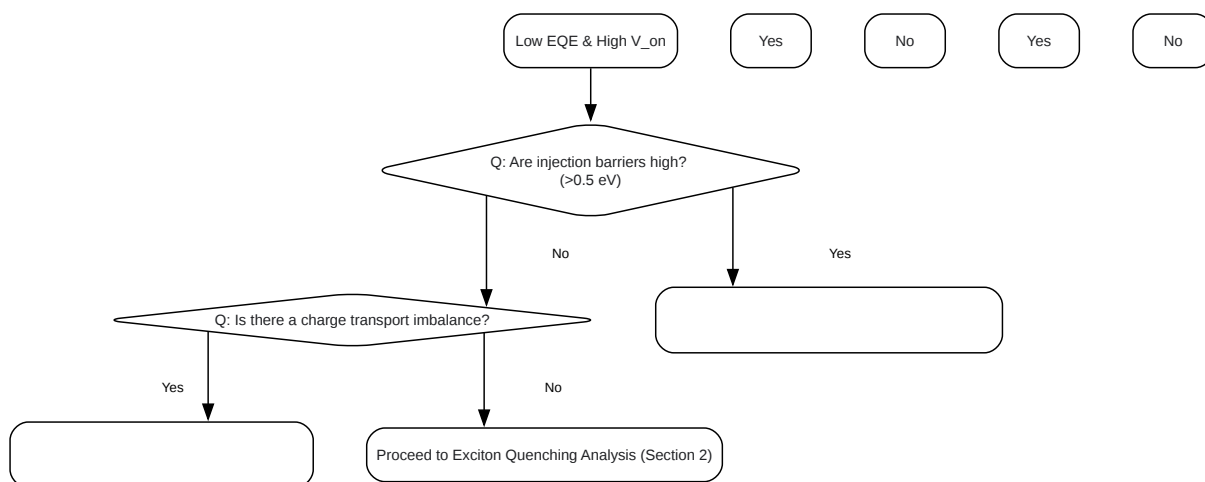 Low EQE & High V_on
Yes
No
Yes
No
Q: Are injection barriers high?
(>0.5 eV)
No
Yes
Q: Is there a charge transport imbalance?
Yes
No
Proceed to Exciton Quenching Analysis (Section 2)